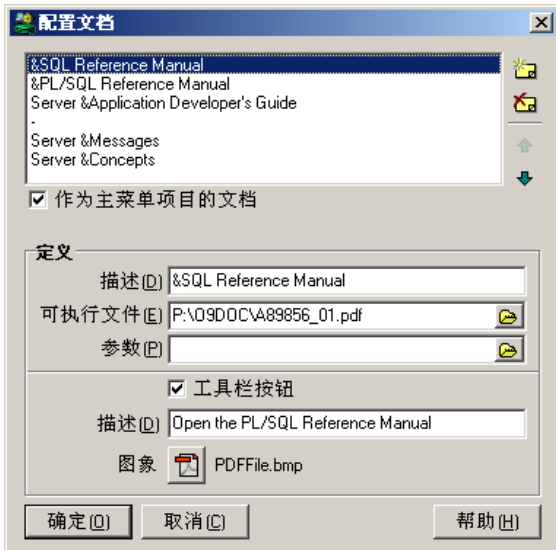 配置文档
&SQL Reference Manual
&PL/SQL Reference Manual
Server &Application Developer's Guide
-
Server &Messages
Server &Concepts
作为主菜单项目的文档
定义
描述(D) &SQL Reference Manual
可执行文件(E) P:\O9DOC\A89856_01.pdf
参数(P)
工具栏按钮
描述(D) Open the PL/SQL Reference Manual
图象 PDFFile.bmp
确定(O) 取消(C) 帮助(H)